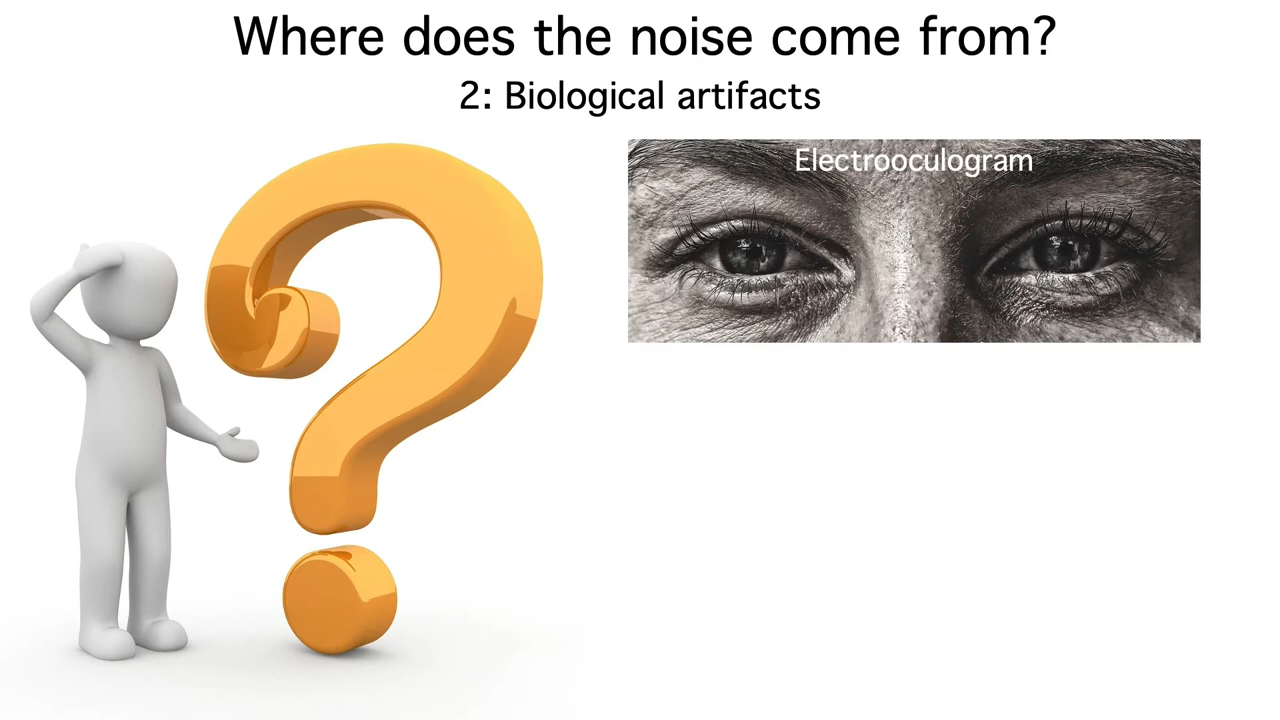 Where does the noise come from?
2: Biological artifacts
Electrooculogram